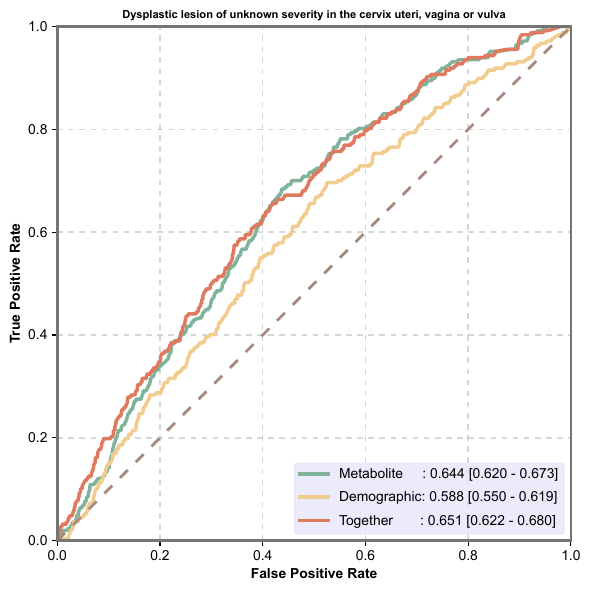 Dysplastic lesion of unknown severity in the cervix uteri, vagina or vulva
1.0
0.8
0.6
0.4
0.2
0.0
True Positive Rate
Metabolite : 0.644 [0.620 - 0.673]
Demographic: 0.588 [0.550 - 0.619]
Together : 0.651 [0.622 - 0.680]
0.0 0.2 0.4 0.6 0.8 1.0
False Positive Rate